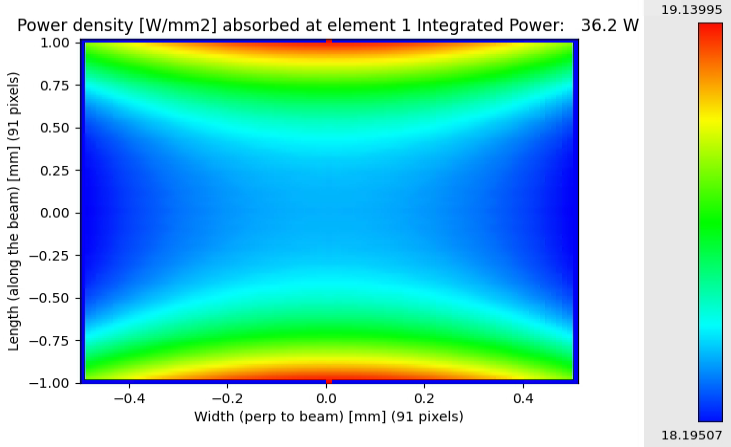 Power density [W/mm2] absorbed at element 1 Integrated Power: 36.2 W
19.13995
1.00
0.75
0.50
0.25
0.00
−0.25
−0.50
−0.75
−1.00
Length (along the beam) [mm] (91 pixels)
−0.4 −0.2 0.0 0.2 0.4
Width (perp to beam) [mm] (91 pixels)
18.19507